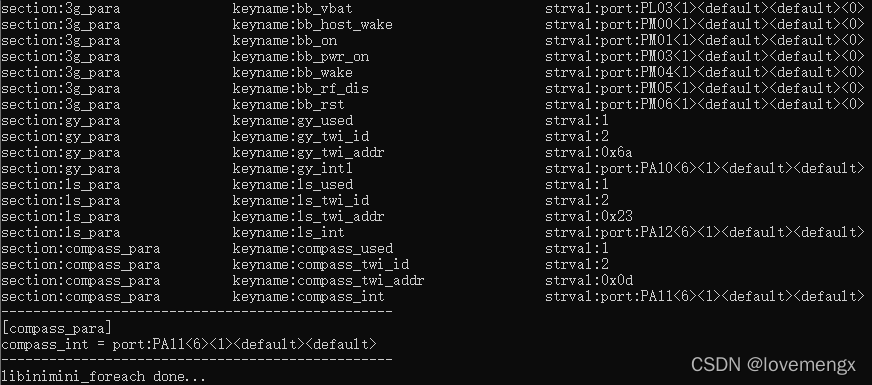 section:3g_para keyname:bb_vbat strval:port:PL03<1><default><default><0>
section:3g_para keyname:bb_host_wake strval:port:PM00<1><default><default><0>
section:3g_para keyname:bb_on strval:port:PM01<1><default><default><0>
section:3g_para keyname:bb_pwr_on strval:port:PM03<1><default><default><0>
section:3g_para keyname:bb_wake strval:port:PM04<1><default><default><0>
section:3g_para keyname:bb_rf_dis strval:port:PM05<1><default><default><0>
section:3g_para keyname:bb_rst strval:port:PM06<1><default><default><0>
section:gy_para keyname:gy_used strval:1
section:gy_para keyname:gy_twi_id strval:2
section:gy_para keyname:gy_twi_addr strval:0x6a
section:gy_para keyname:gy_int1 strval:port:PA10<6><1><default><default>
section:ls_para keyname:ls_used strval:1
section:ls_para keyname:ls_twi_id strval:2
section:ls_para keyname:ls_twi_addr strval:0x23
section:ls_para keyname:ls_int strval:port:PA12<6><1><default><default>
section:compass_para keyname:compass_used strval:1
section:compass_para keyname:compass_twi_id strval:2
section:compass_para keyname:compass_twi_addr strval:0x0d
section:compass_para keyname:compass_int strval:port:PA11<6><1><default><default>
-------------------------------------------------
[compass_para]
compass_int = port:PA11<6><1><default><default>
-------------------------------------------------
libinimini_foreach done...
CSDN @lovemengx